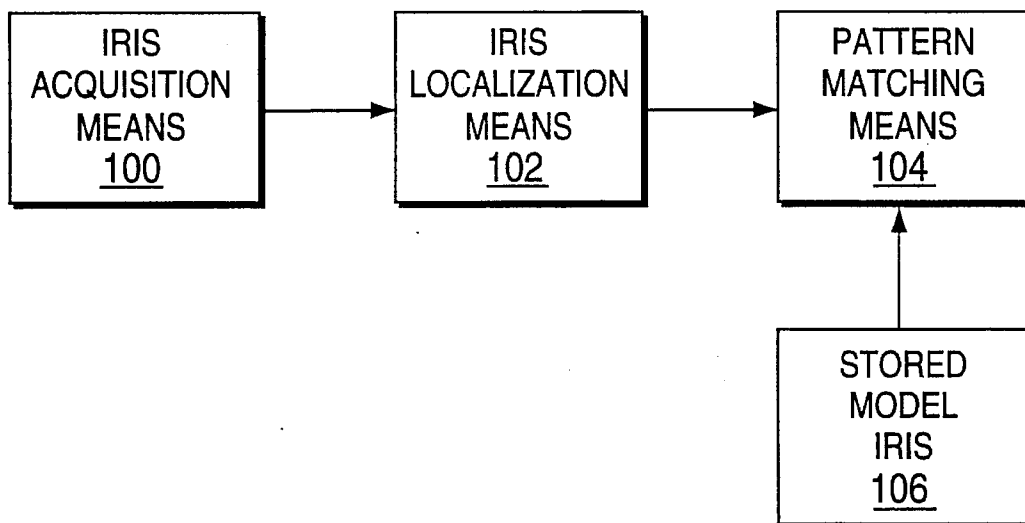 IRIS
ACQUISITION
MEANS
100
IRIS
LOCALIZATION
MEANS
102
PATTERN
MATCHING
MEANS
104
STORED
MODEL
IRIS
106